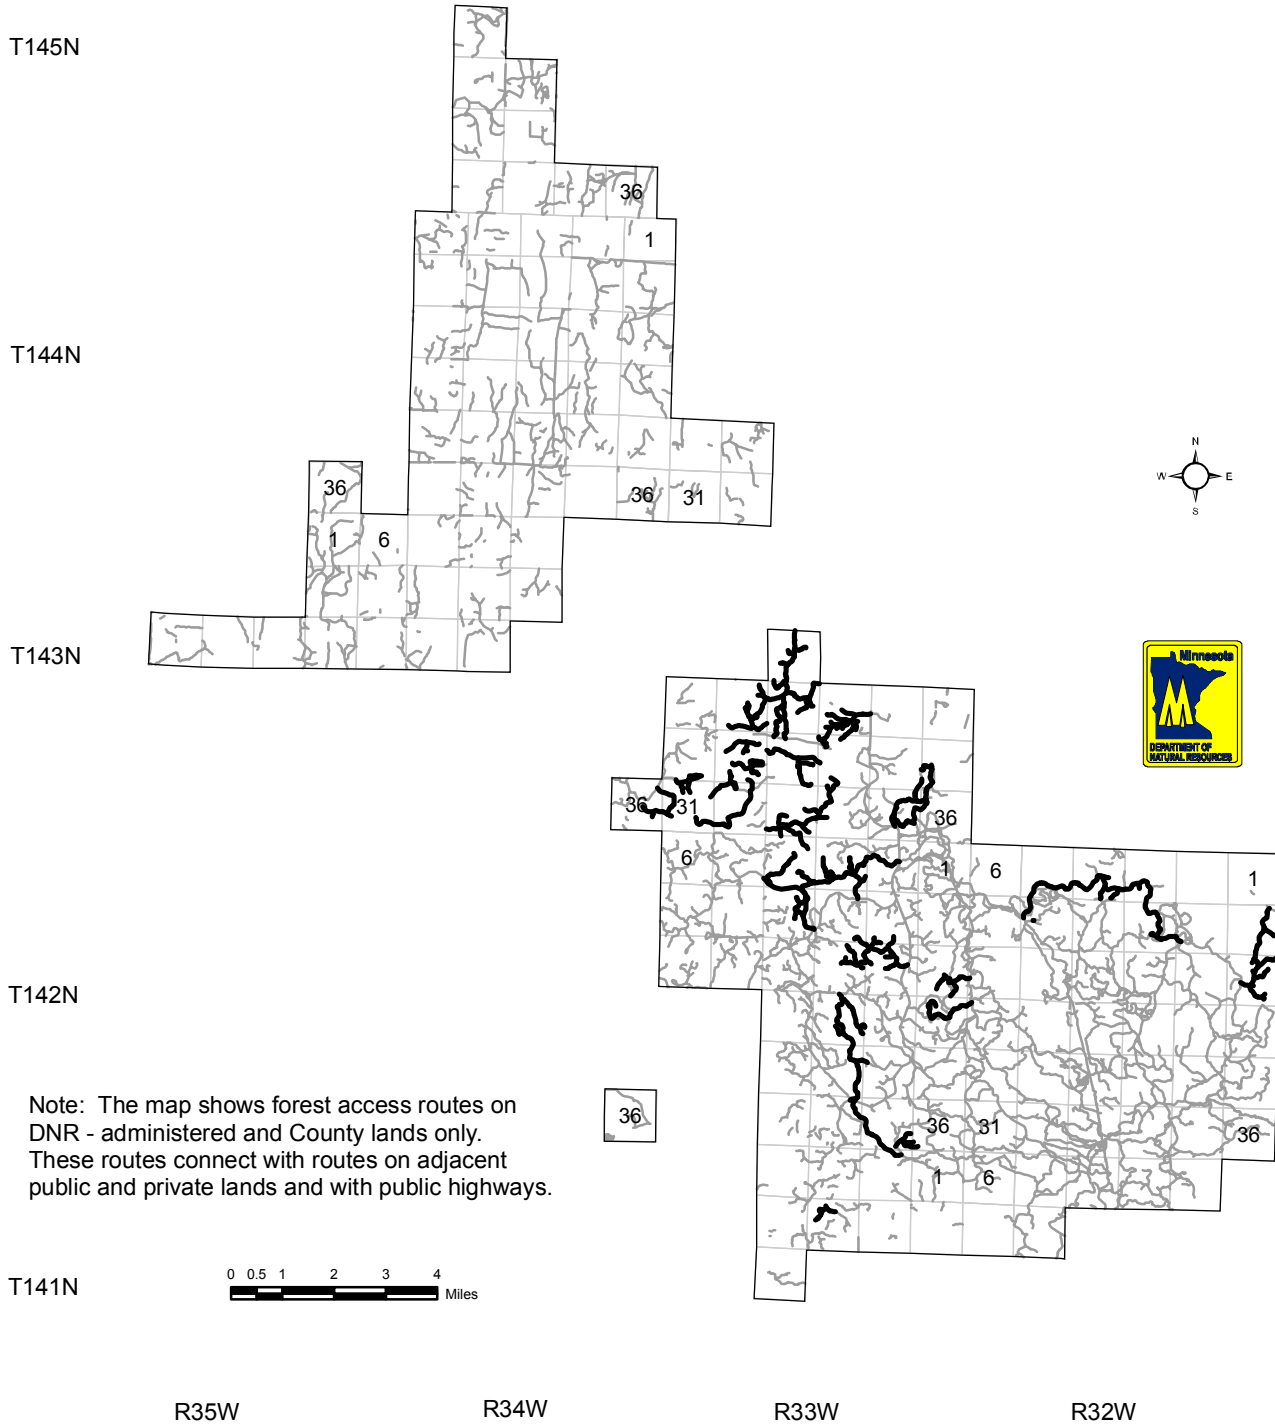 T145N
36
1
T144N
N
W E
S
36
36 31
1 6
T143N
Minnesota
DEPARTMENT OF
NATURAL RESOURCES
36 31
36
6
1 6
1
T142N
Note: The map shows forest access routes on
DNR - administered and County lands only.
These routes connect with routes on adjacent
public and private lands and with public highways.
36
36 31
36
1 6
T141N
0 0.5 1 2 3 4
Miles
R35W R34W R33W R32W